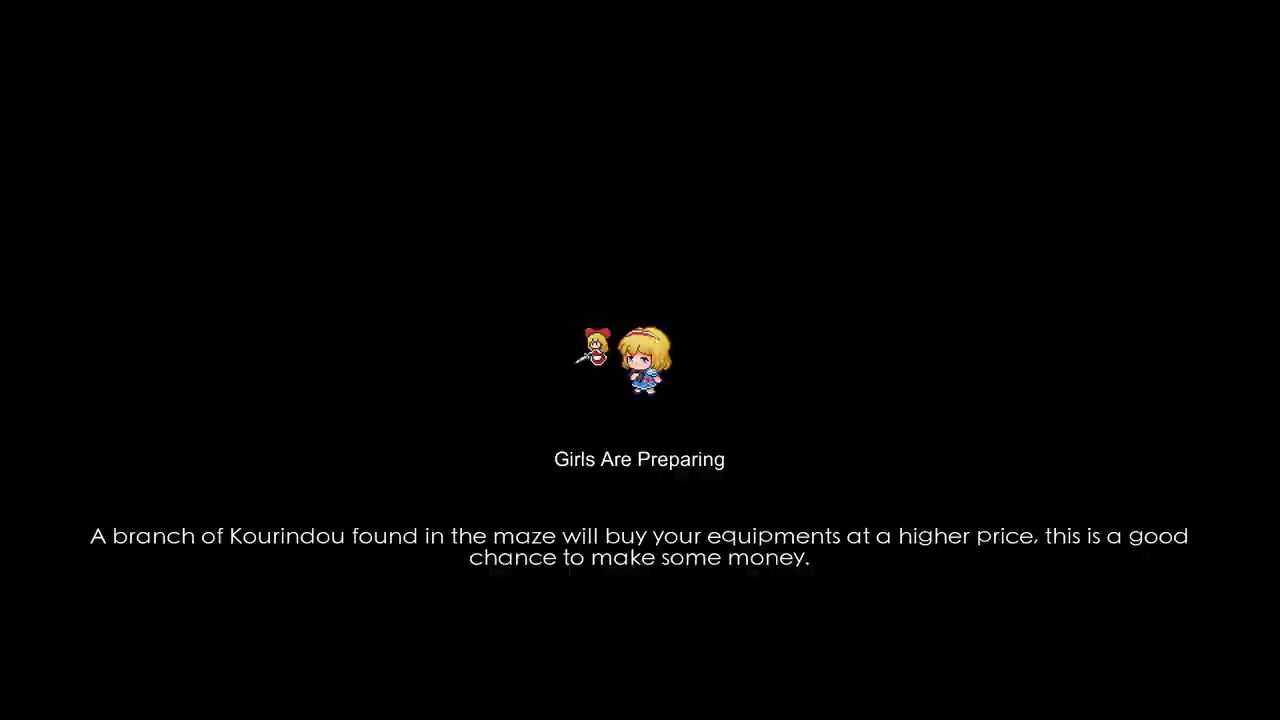 Girls Are Preparing
A branch of Kourindou found in the maze will buy your equipments at a higher price, this is a good
chance to make some money.